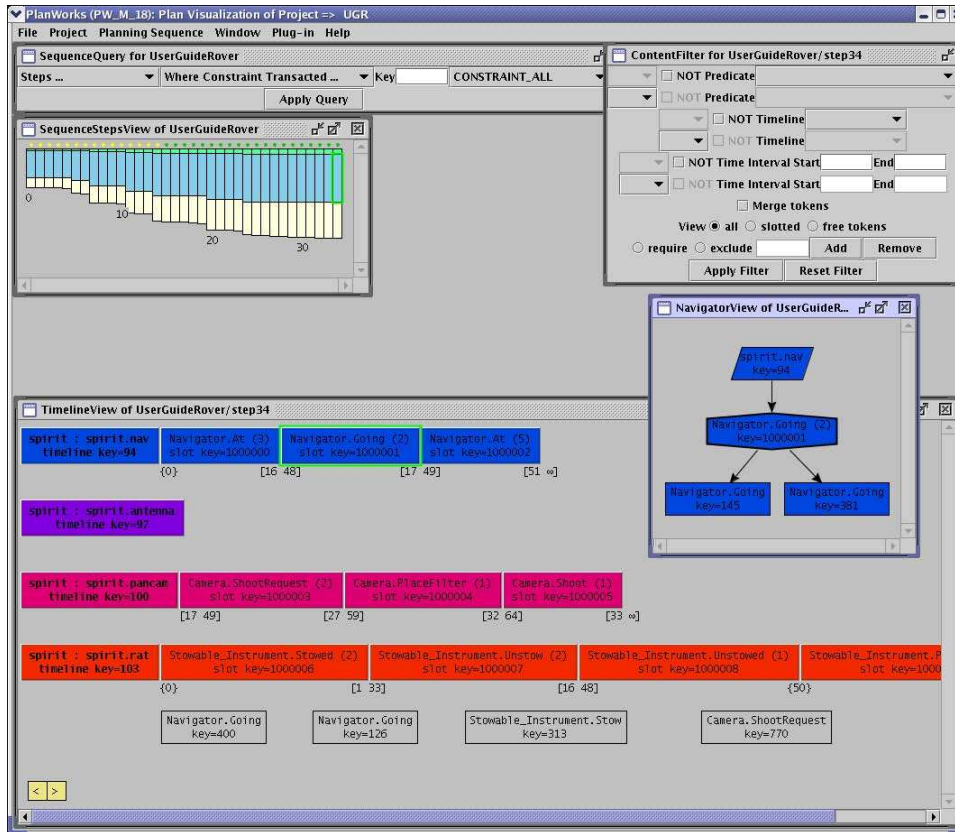 PlanWorks (PW_M_18): Plan Visualization of Project => UGR
File Project Planning Sequence Window Plug-in Help
SequenceQuery for UserGuideRover
Steps ... Where Constraint Transacted ... Key CONSTRAINT_ALL
Apply Query
SequenceStepsView of UserGuideRover
0
10
20
30
ContentFilter for UserGuideRover/step34
NOT Predicate
NOT Predicate
NOT Timeline
NOT Timeline
NOT Time Interval Start End
NOT Time Interval Start End
Merge tokens
View all slotted free tokens
require exclude Add Remove
Apply Filter Reset Filter
NavigatorView of UserGuideR...
spirit.nav
key=94
Navigator.Going (2)
key=1000001
Navigator.Going
key=145
Navigator.Going
key=381
TimelineView of UserGuideRover/step34
spirit : spirit.nav
timeline key=94
Navigator.At (3)
slot key=1000000
Navigator.Going (2)
slot key=1000001
Navigator.At (5)
slot key=1000002
{0} [16 48] [17 49] [51 ∞]
spirit : spirit.antenna
timeline key=97
spirit : spirit.pancam
timeline key=100
Camera.ShootRequest (2)
slot key=1000003
Camera.PlaceFilter (1)
slot key=1000004
Camera.Shoot (1)
slot key=1000005
[17 49] [27 59] [32 64] [33 ∞]
spirit : spirit.rat
timeline key=103
Stowable_Instrument.Stowed (2)
slot key=1000006
Stowable_Instrument.Unstow (2)
slot key=1000007
Stowable_Instrument.Unstowed (1)
slot key=1000008
Stowable_Instrument.P
slot key=1000
{0} [1 33] [16 48] {50}
Navigator.Going
key=400
Navigator.Going
key=126
Stowable_Instrument.Stow
key=313
Camera.ShootRequest
key=770
< >